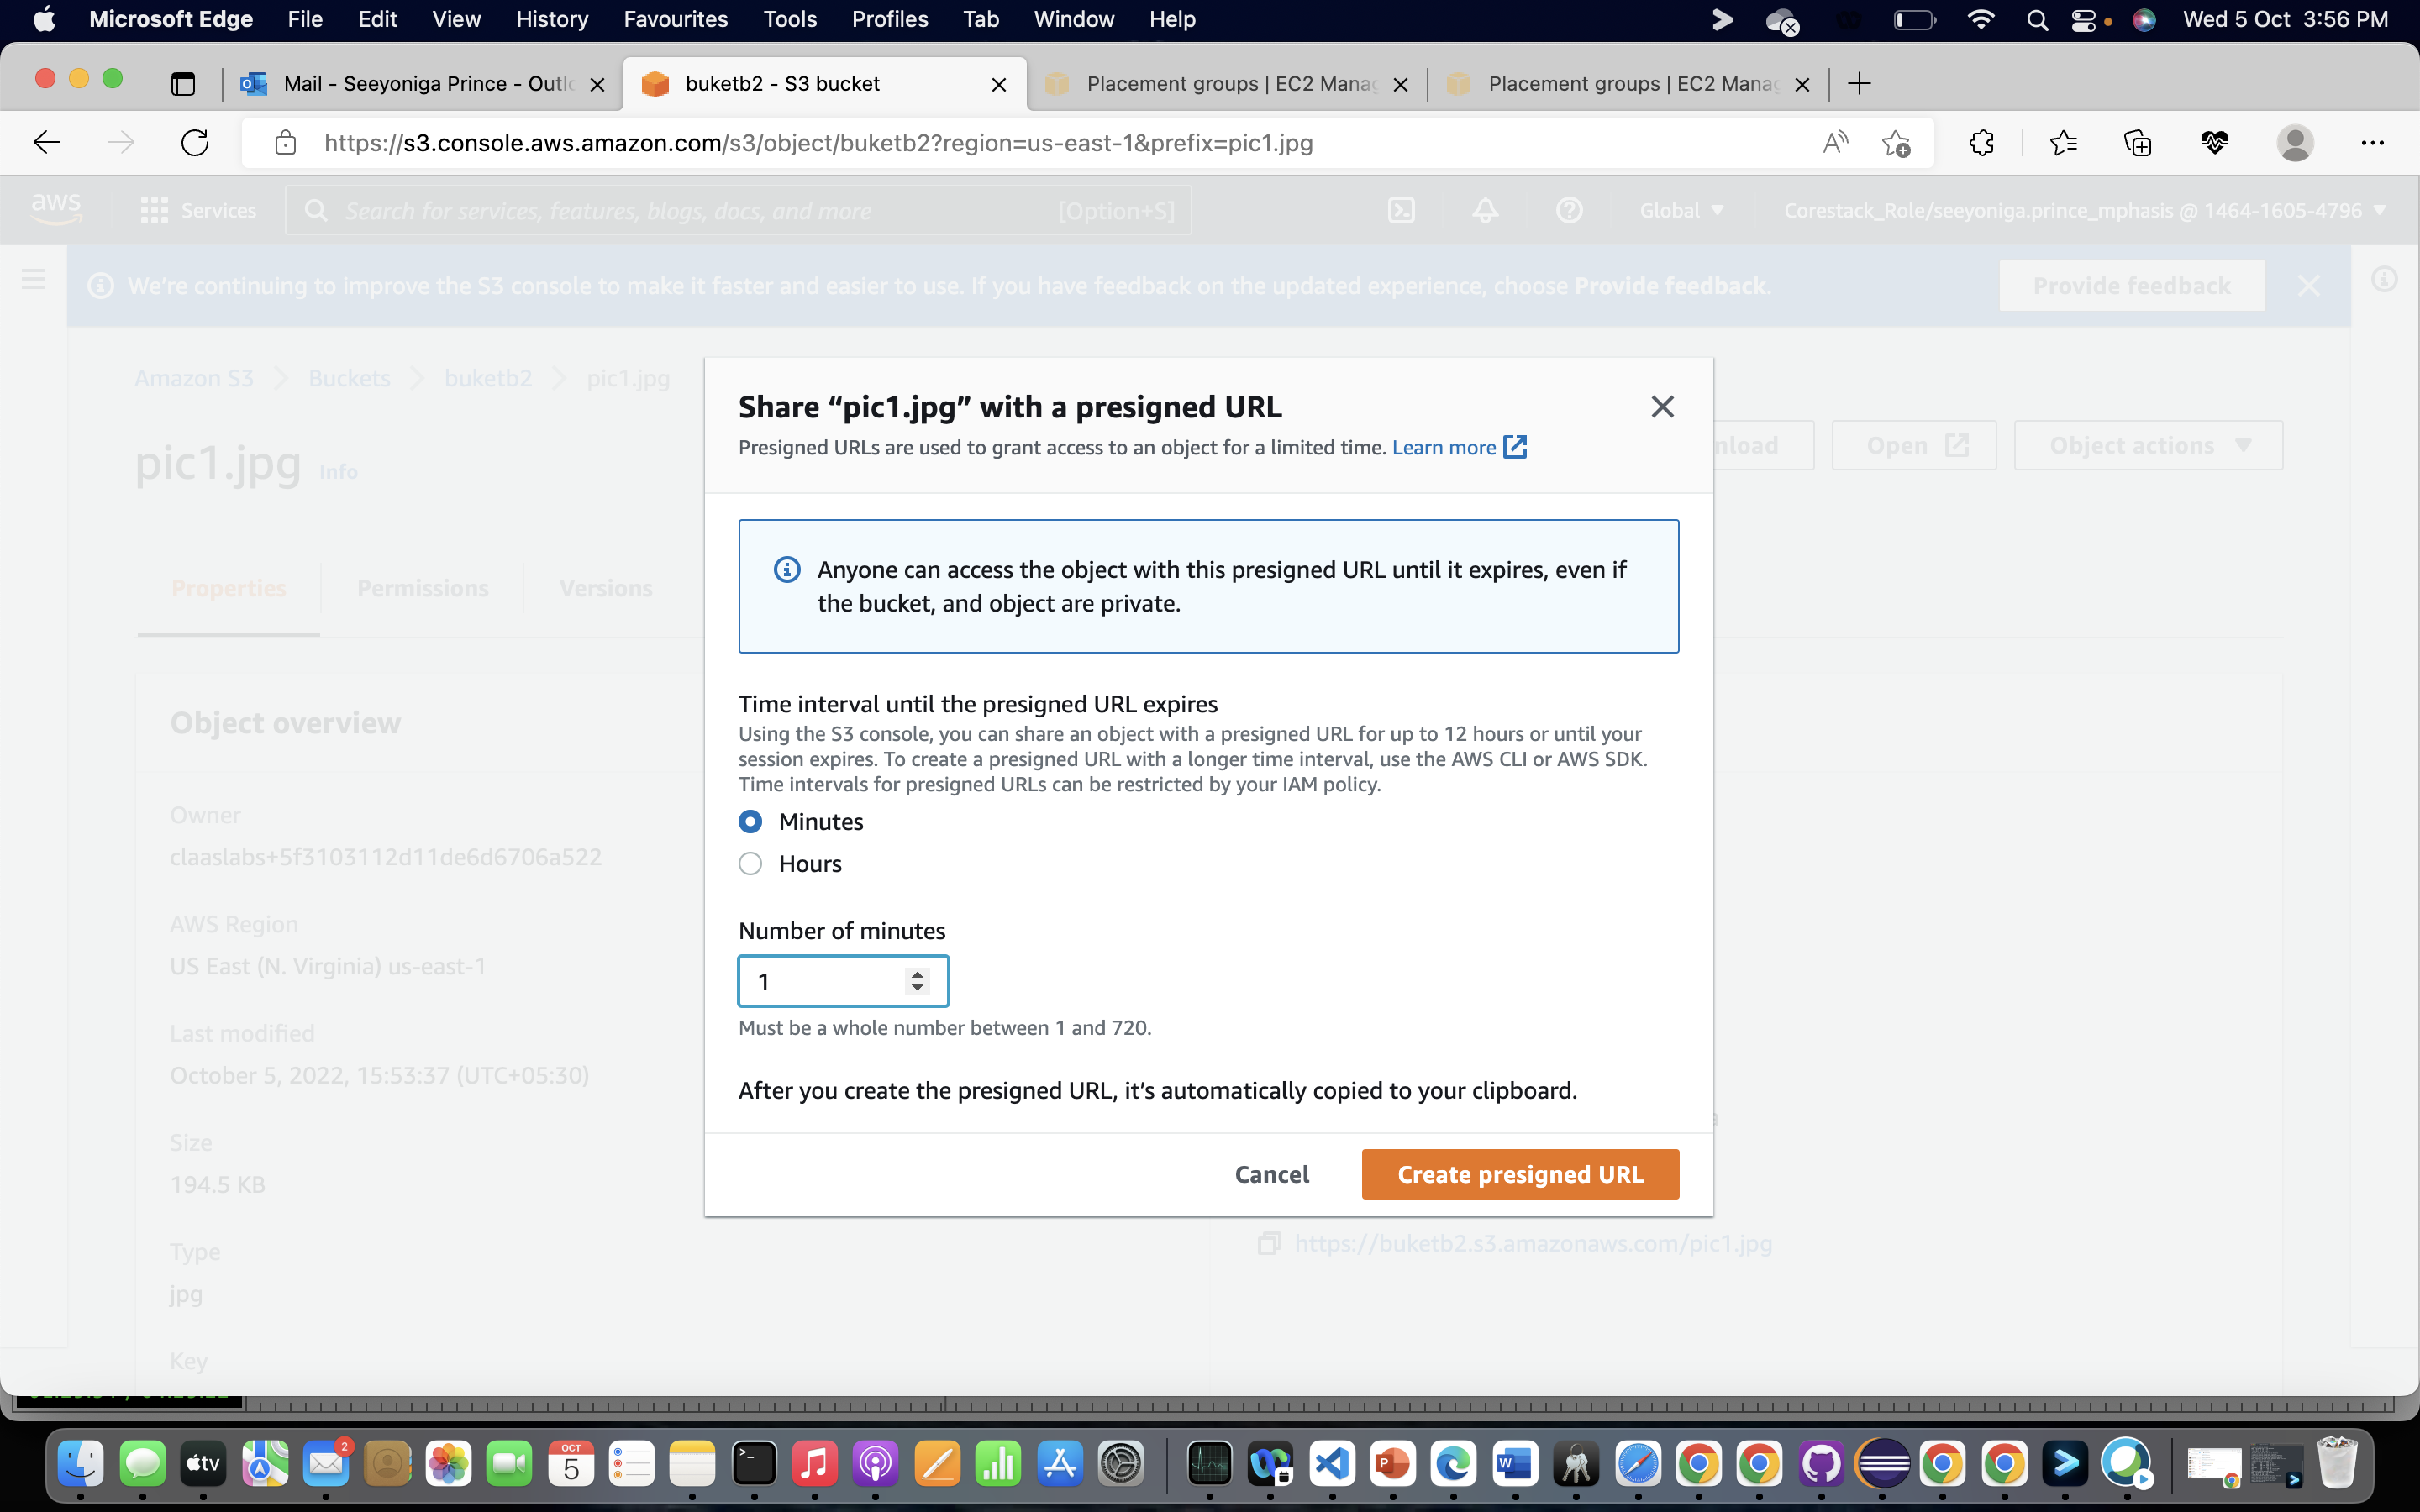 Microsoft Edge File Edit View History Favourites Tools Profiles Tab Window Help Wed 5 Oct 3:56 PM
Mail - Seeyoniga Prince - Outlo
buketb2 - S3 bucket
Placement groups | EC2 Manag
Placement groups | EC2 Manag
https://s3.console.aws.amazon.com/s3/object/buketb2?region=us-east-1&prefix=pic1.jpg
aws Services Search for services, features, blogs, docs, and more [Option+S] Global Corestack_Role/seeyoniga.prince_mphasis @ 1464-1605-4796
We're continuing to improve the S3 console to make it faster and easier to use. If you have feedback on the updated experience, choose Provide feedback. Provide feedback
Amazon S3 Buckets buketb2 pic1.jpg
pic1.jpg Info
nload Open Object actions
Properties Permissions Versions
Object overview
Owner
claaslabs+5f3103112d11de6d6706a522
AWS Region
US East (N. Virginia) us-east-1
Last modified
October 5, 2022, 15:53:37 (UTC+05:30)
Size
194.5 KB
Type
jpg
Key
Share “pic1.jpg” with a presigned URL
Presigned URLs are used to grant access to an object for a limited time. Learn more
Anyone can access the object with this presigned URL until it expires, even if
the bucket, and object are private.
Time interval until the presigned URL expires
Using the S3 console, you can share an object with a presigned URL for up to 12 hours or until your
session expires. To create a presigned URL with a longer time interval, use the AWS CLI or AWS SDK.
Time intervals for presigned URLs can be restricted by your IAM policy.
Minutes
Hours
Number of minutes
1
Must be a whole number between 1 and 720.
After you create the presigned URL, it’s automatically copied to your clipboard.
Cancel Create presigned URL
https://buketb2.s3.amazonaws.com/pic1.jpg
tv
2
OCT
5